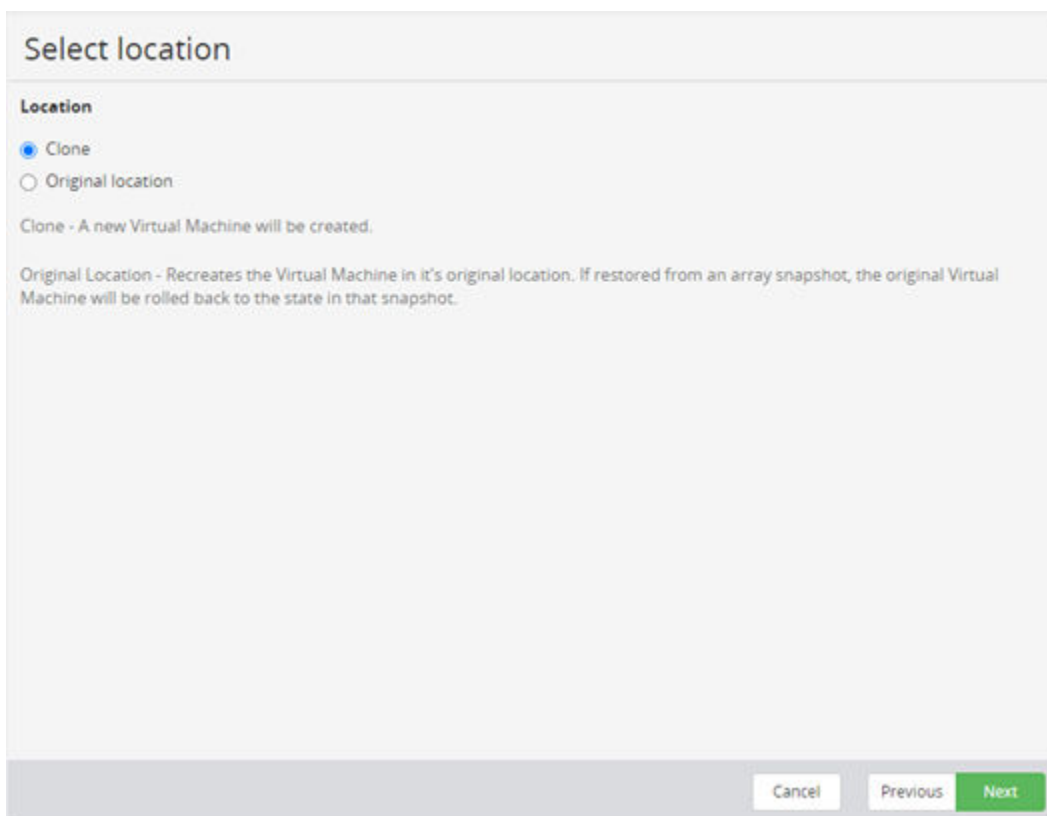 Select location
Location
Clone
Original location
Clone - A new Virtual Machine will be created.
Original Location - Recreates the Virtual Machine in it's original location. If restored from an array snapshot, the original Virtual
Machine will be rolled back to the state in that snapshot.
Cancel Previous Next